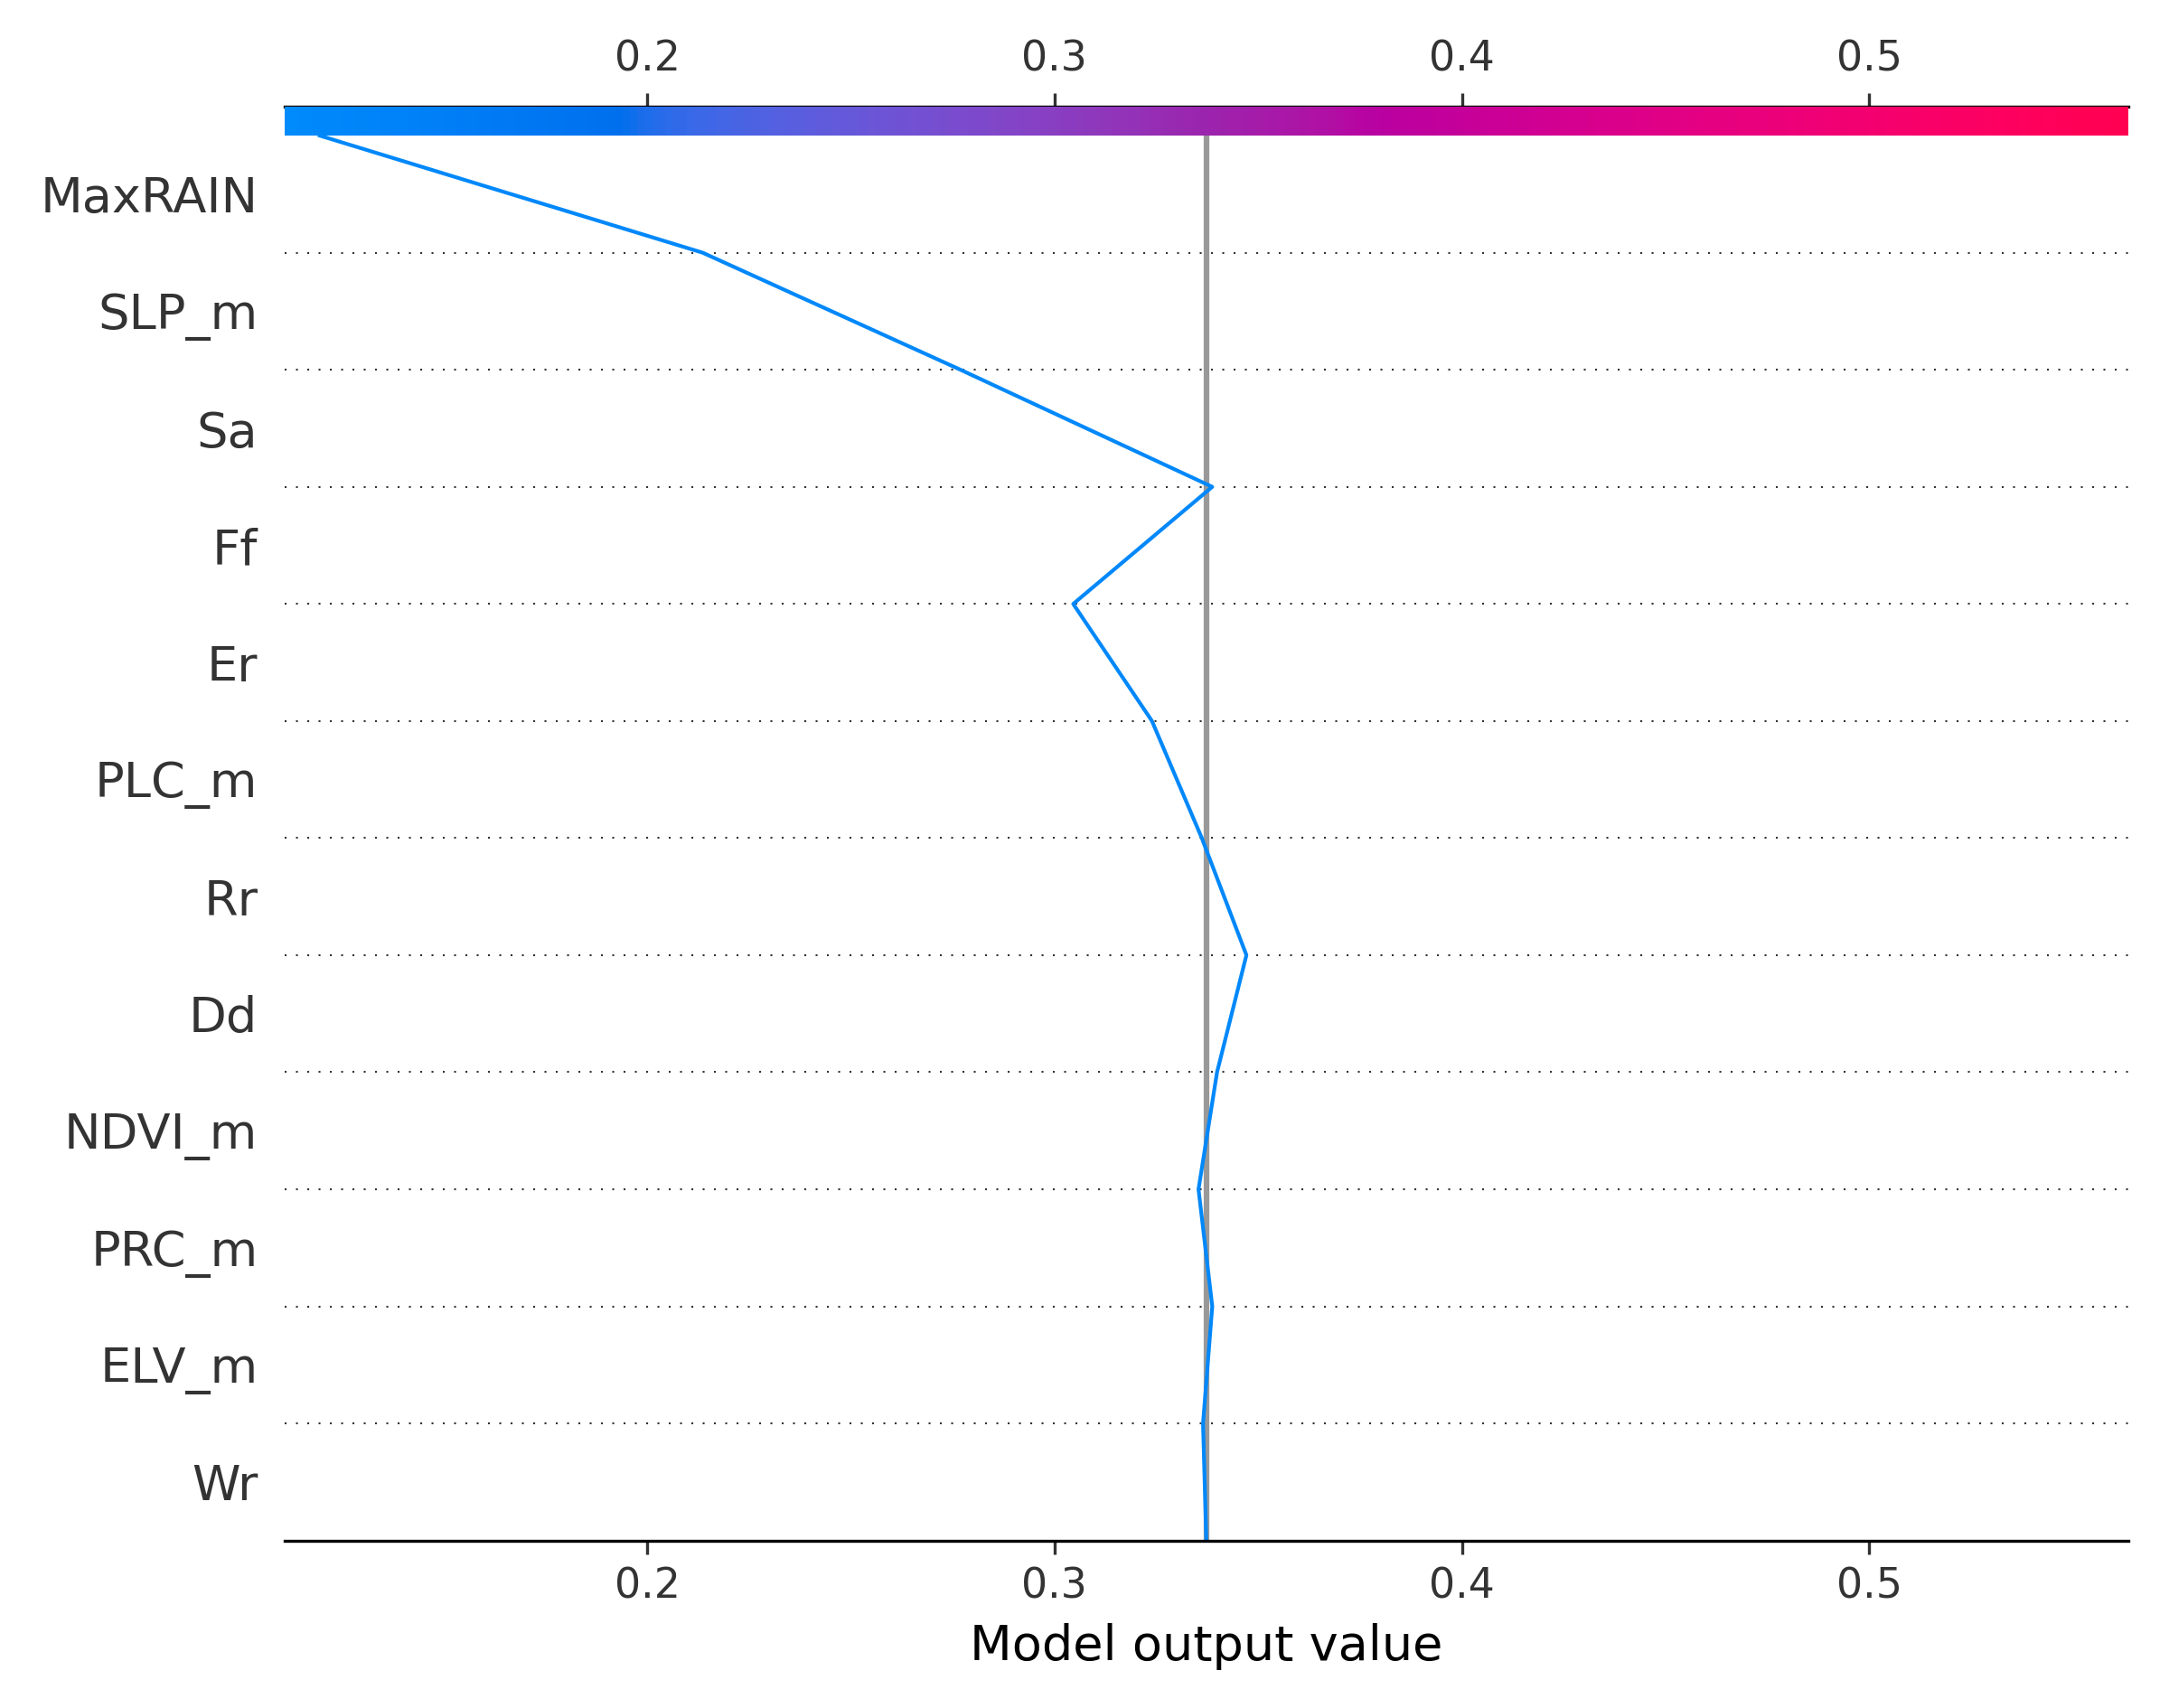 0.2 0.3 0.4 0.5
MaxRAIN
SLP_m
Sa
Ff
Er
PLC_m
Rr
Dd
NDVI_m
PRC_m
ELV_m
Wr
0.2 0.3 0.4 0.5
Model output value